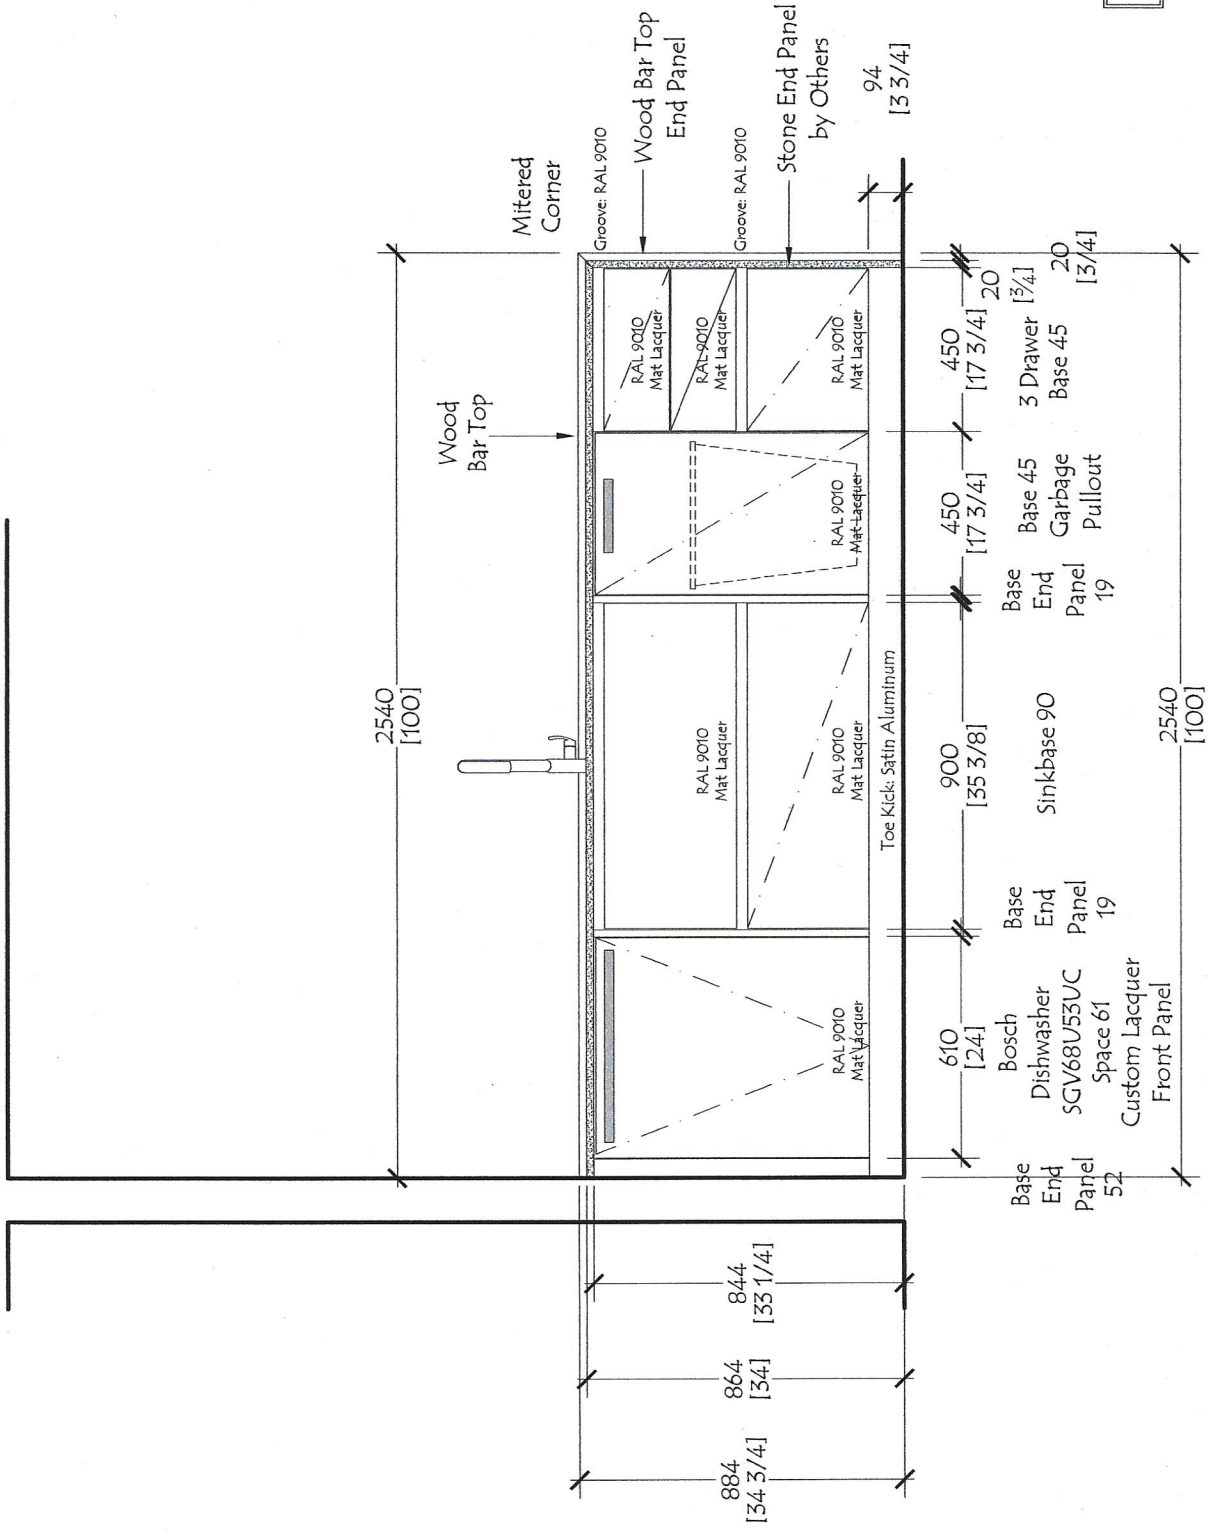 2540
[100]
Wood
Bar Top
Mitered
Corner
Groove: RAL 9010
Wood Bar Top
End Panel
Groove: RAL 9010
Stone End Panel
by Others
94
[3 3/4]
RAL 9010
Mat Lacquer
RAL 9010
Mat Lacquer
RAL 9010
Mat Lacquer
RAL 9010
Mat Lacquer
RAL 9010
Mat Lacquer
RAL 9010
Mat Lacquer
RAL 9010
Mat Lacquer
Toe Kick: Satin Aluminum
884
[34 3/4]
864
[34]
844
[33 1/4]
610
[24]
900
[35 3/8]
450
[17 3/4]
450
[17 3/4]
20
[3/4]
20
[3/4]
Base
End
Panel
52
Bosch
Dishwasher
SGV68U53UC
Space 61
Custom Lacquer
Front Panel
Base
End
Panel
19
Sinkbase 90
Base
End
Panel
19
Base 45
Garbage
Pullout
3 Drawer
Base 45
2540
[100]